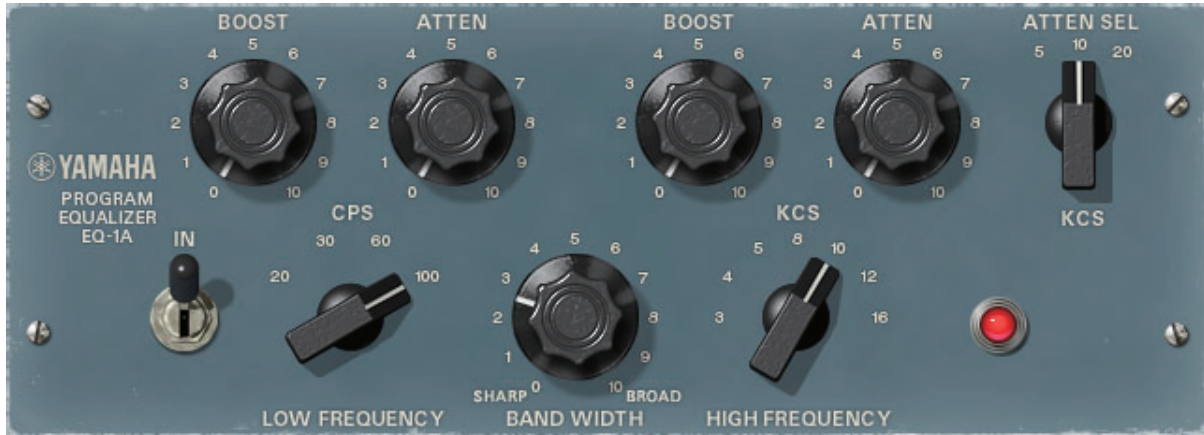 BOOST
ATTEN
BOOST
ATTEN
ATTEN SEL
0 1 2 3 4 5 6 7 8 9 10
0 1 2 3 4 5 6 7 8 9 10
0 1 2 3 4 5 6 7 8 9 10
0 1 2 3 4 5 6 7 8 9 10
5 10 20
KCS
YAMAHA
PROGRAM
EQUALIZER
EQ-1A
IN
CPS
20 30 60 100
LOW FREQUENCY
0 1 2 3 4 5 6 7 8 9 10
SHARP
BROAD
BAND WIDTH
KCS
3 4 5 8 10 12 16
HIGH FREQUENCY